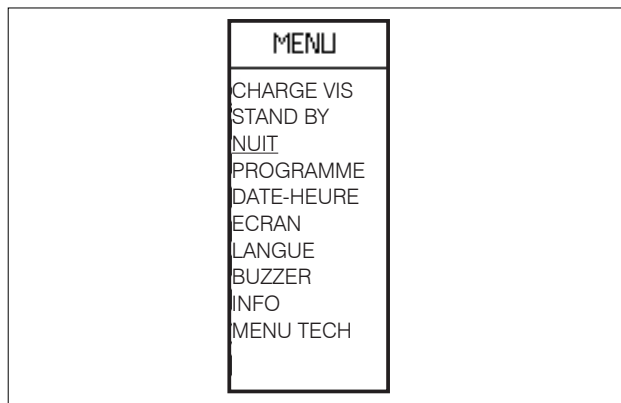 MENU
CHARGE VIS
STAND BY
NUIT
PROGRAMME
DATE-HEURE
ECRAN
LANGUE
BUZZER
INFO
MENU TECH